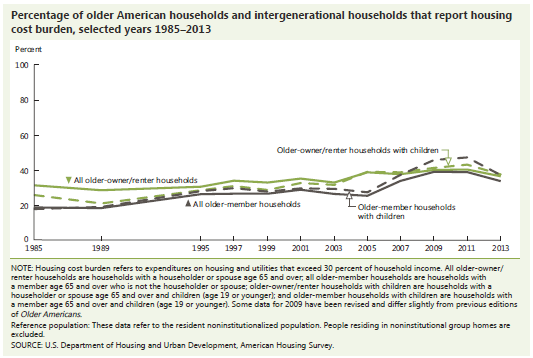 Percentage of older American households and intergenerational households that report housing
cost burden, selected years 1985–2013
Percent
100
80
60
Older-owner/renter households with children
40
All older-owner/renter households
20
All older-member households
Older-member households
with children
0
1985 1989 1995 1997 1999 2001 2003 2005 2007 2009 2011 2013
NOTE: Housing cost burden refers to expenditures on housing and utilities that exceed 30 percent of household income. All older-owner/
renter households are households with a householder or spouse age 65 and over; all older-member households are households with
a member age 65 and over who is not the householder or spouse; older-owner/renter households with children are households with a
householder or spouse age 65 and over and children (age 19 or younger); and older-member households with children are households with
a member age 65 and over and children (age 19 or younger). Some data for 2009 have been revised and differ slightly from previous editions
of Older Americans.
Reference population: These data refer to the resident noninstitutionalized population. People residing in noninstitutional group homes are
excluded.
SOURCE: U.S. Department of Housing and Urban Development, American Housing Survey.